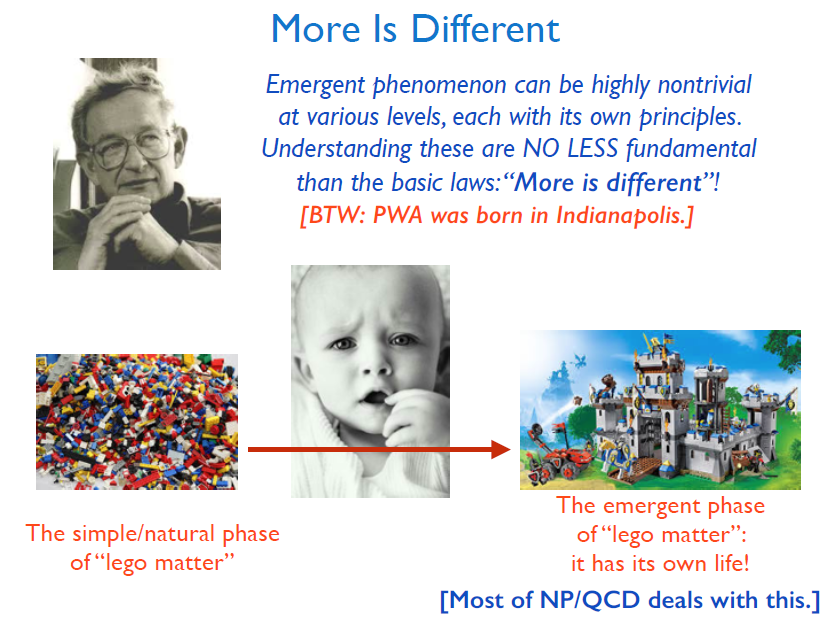 More Is Different
Emergent phenomenon can be highly nontrivial
at various levels, each with its own principles.
Understanding these are NO LESS fundamental
than the basic laws: “More is different”!
[BTW: PWA was born in Indianapolis.]
The simple/natural phase
of “lego matter”
The emergent phase
of “lego matter”:
it has its own life!
[Most of NP/QCD deals with this.]